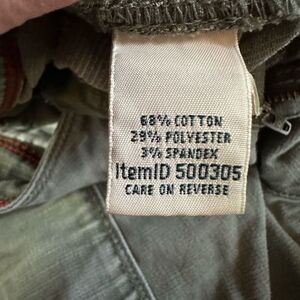 68% COTTON
29% POLYESTER
3% SPANDEX
ItemID 500305
CARE ON REVERSE